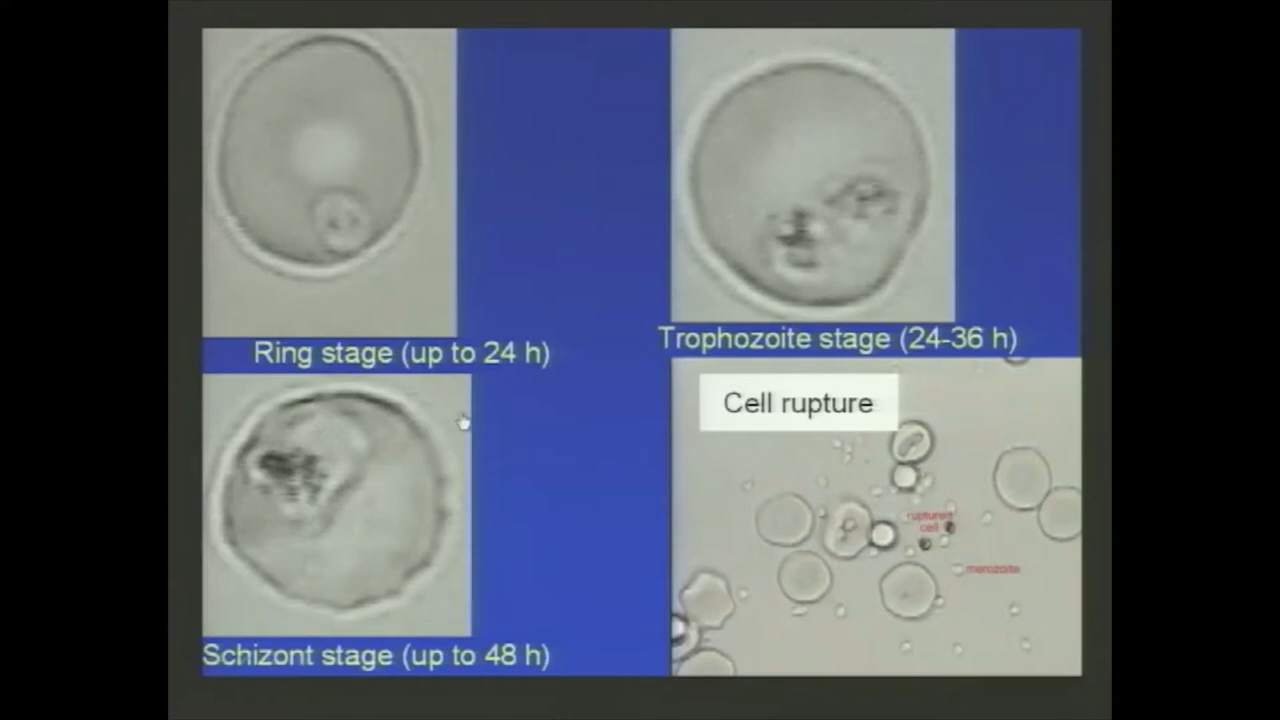 Ring stage (up to 24 h)
Trophozoite stage (24-36 h)
Cell rupture
ruptured
cell
merozoite
Schizont stage (up to 48 h)